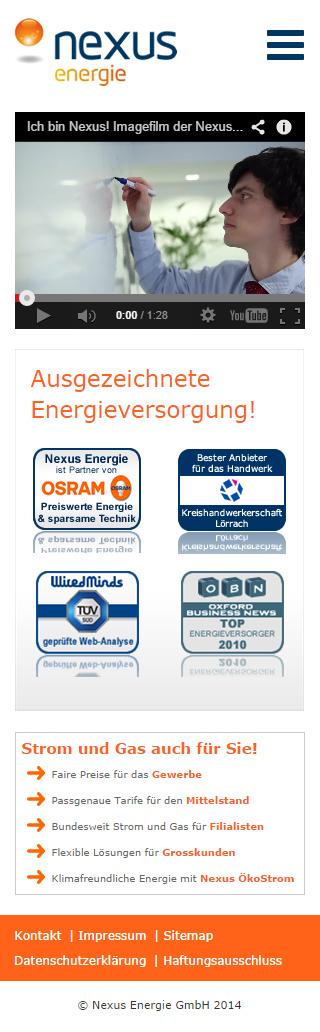 nexus
energie
Ich bin Nexus! Imagefilm der Nexus...
0:00 / 1:28
YouTube
Ausgezeichnete
Energieversorgung!
Nexus Energie
ist Partner von
OSRAM
Preiswerte Energie
& sparsame Technik
Bester Anbieter
für das Handwerk
Kreishandwerkerschaft
Lörrach
WiredMinds
TÜV
SÜD
geprüfte Web-Analyse
OBN
OXFORD
BUSINESS NEWS
TOP
ENERGIEVERSORGER
2010
Strom und Gas auch für Sie!
Faire Preise für das Gewerbe
Passgenaue Tarife für den Mittelstand
Bundesweit Strom und Gas für Filialisten
Flexible Lösungen für Grosskunden
Klimafreundliche Energie mit Nexus ÖkoStrom
Kontakt | Impressum | Sitemap
Datenschutzerklärung | Haftungsausschluss
© Nexus Energie GmbH 2014